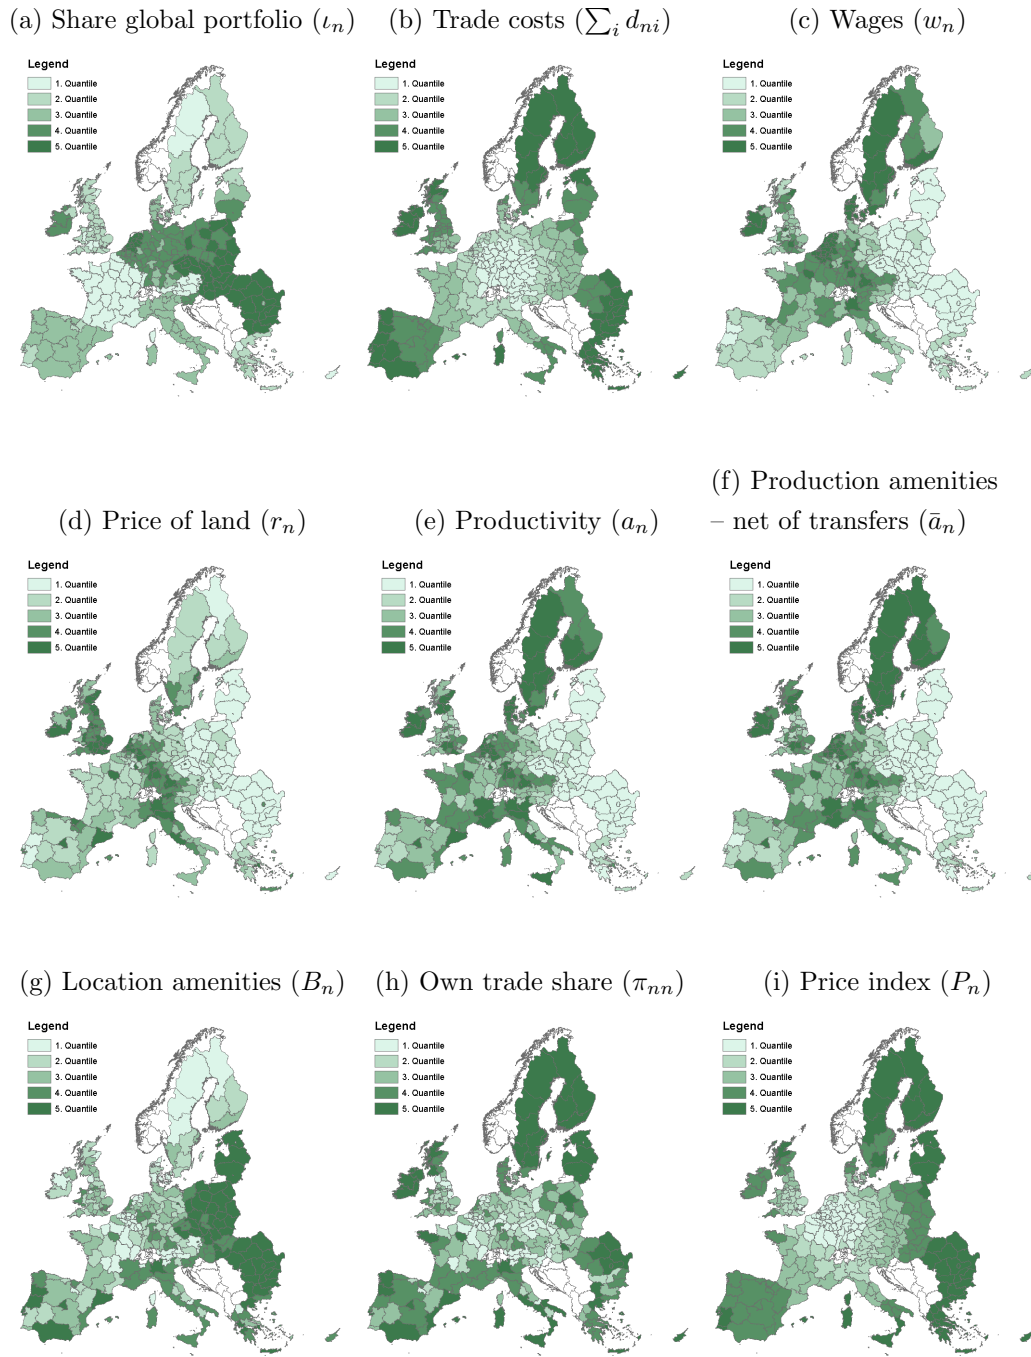 (a) Share global portfolio (ιₙ)
(b) Trade costs (∑ᵢ dₙᵢ)
(c) Wages (wₙ)
Legend
1. Quantile
2. Quantile
3. Quantile
4. Quantile
5. Quantile
Legend
1. Quantile
2. Quantile
3. Quantile
4. Quantile
5. Quantile
Legend
1. Quantile
2. Quantile
3. Quantile
4. Quantile
5. Quantile
(d) Price of land (rₙ)
(e) Productivity (aₙ)
(f) Production amenities
– net of transfers (āₙ)
Legend
1. Quantile
2. Quantile
3. Quantile
4. Quantile
5. Quantile
Legend
1. Quantile
2. Quantile
3. Quantile
4. Quantile
5. Quantile
Legend
1. Quantile
2. Quantile
3. Quantile
4. Quantile
5. Quantile
(g) Location amenities (Bₙ)
(h) Own trade share (πₙₙ)
(i) Price index (Pₙ)
Legend
1. Quantile
2. Quantile
3. Quantile
4. Quantile
5. Quantile
Legend
1. Quantile
2. Quantile
3. Quantile
4. Quantile
5. Quantile
Legend
1. Quantile
2. Quantile
3. Quantile
4. Quantile
5. Quantile